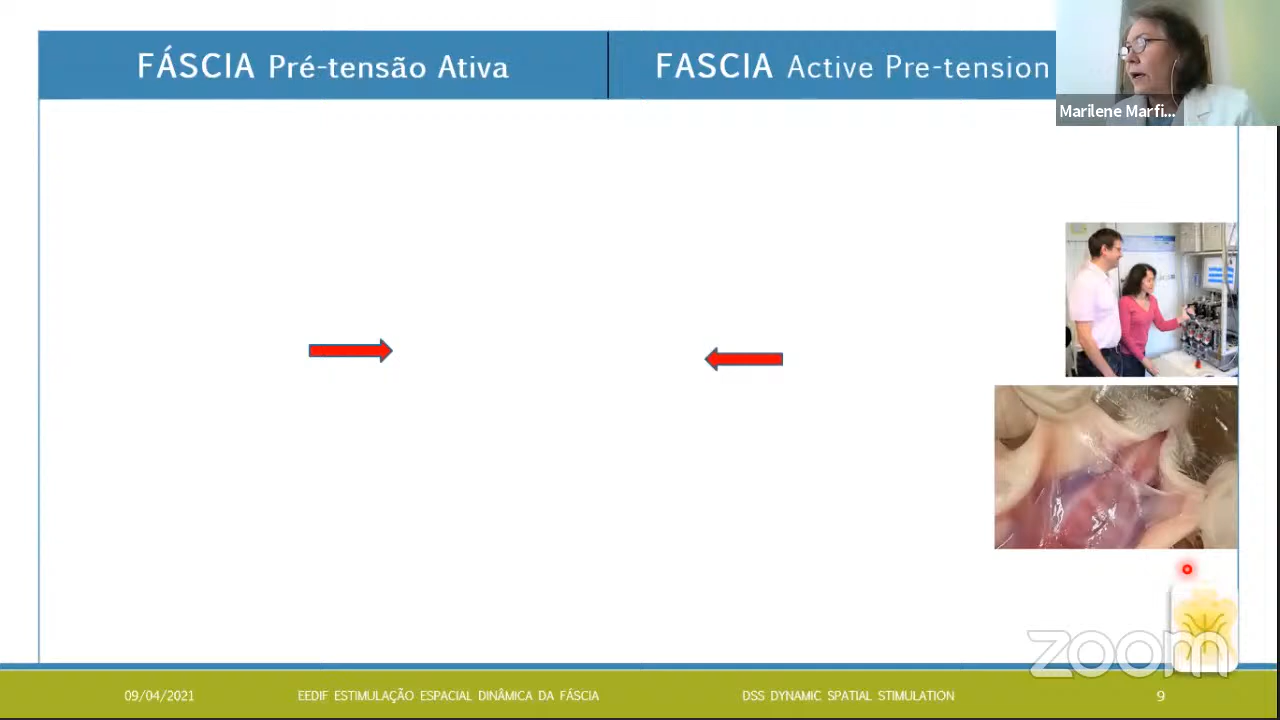 FÁSCIA Pré-tensão Ativa
FASCIA Active Pre-tension
Marilene Marfi...
zoom
09/04/2021
EEDIF ESTIMULAÇÃO ESPACIAL DINÂMICA DA FÁSCIA
DSS DYNAMIC SPATIAL STIMULATION
9